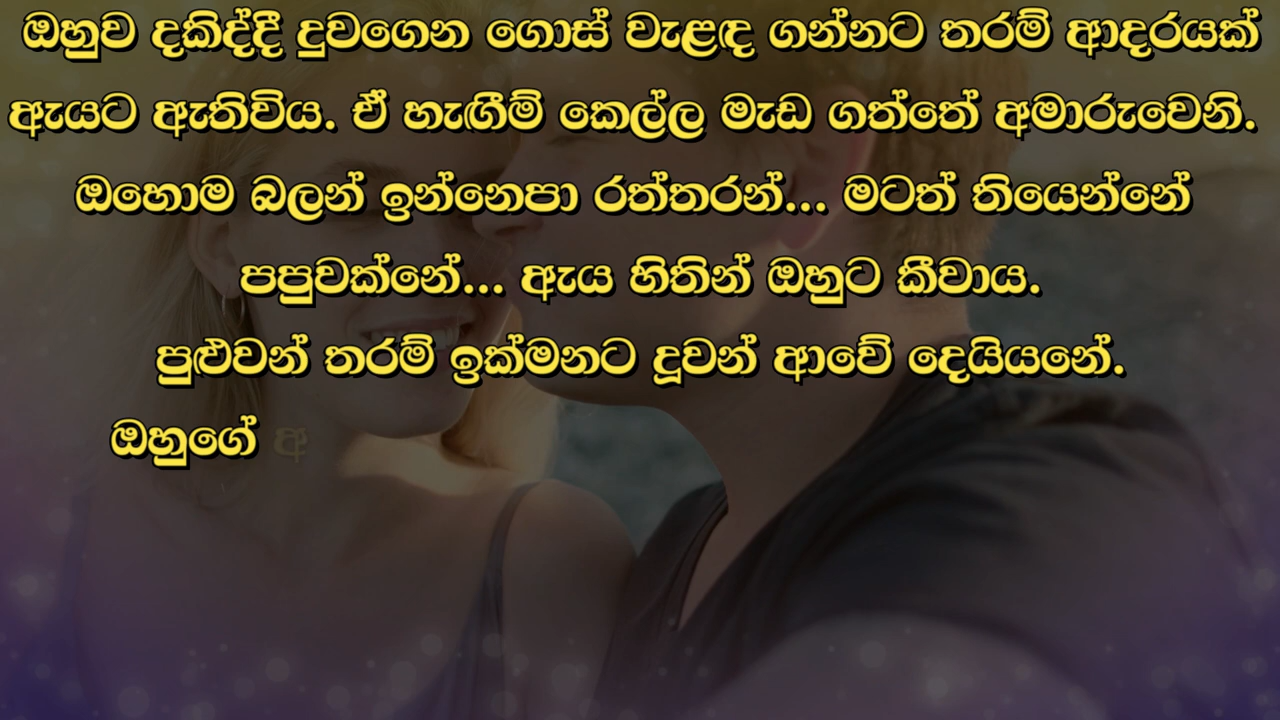 ඔහුව දකිද්දී දුවගෙන ගොස් වැළඳ ගන්නට තරම් ආදරයක්
ඇයට ඇතිවිය. ඒ හැඟීම් කෙල්ල මැඩ ගත්තේ අමාරුවෙනි.
ඔහොම බලන් ඉන්නෙපා රත්තරන්... මටත් තියෙන්නේ
පපුවක්නේ... ඇය හිතින් ඔහුට කීවාය.
පුළුවන් තරම් ඉක්මනට දූවන් ආවේ දෙයියනේ.
ඔහුගේ අ